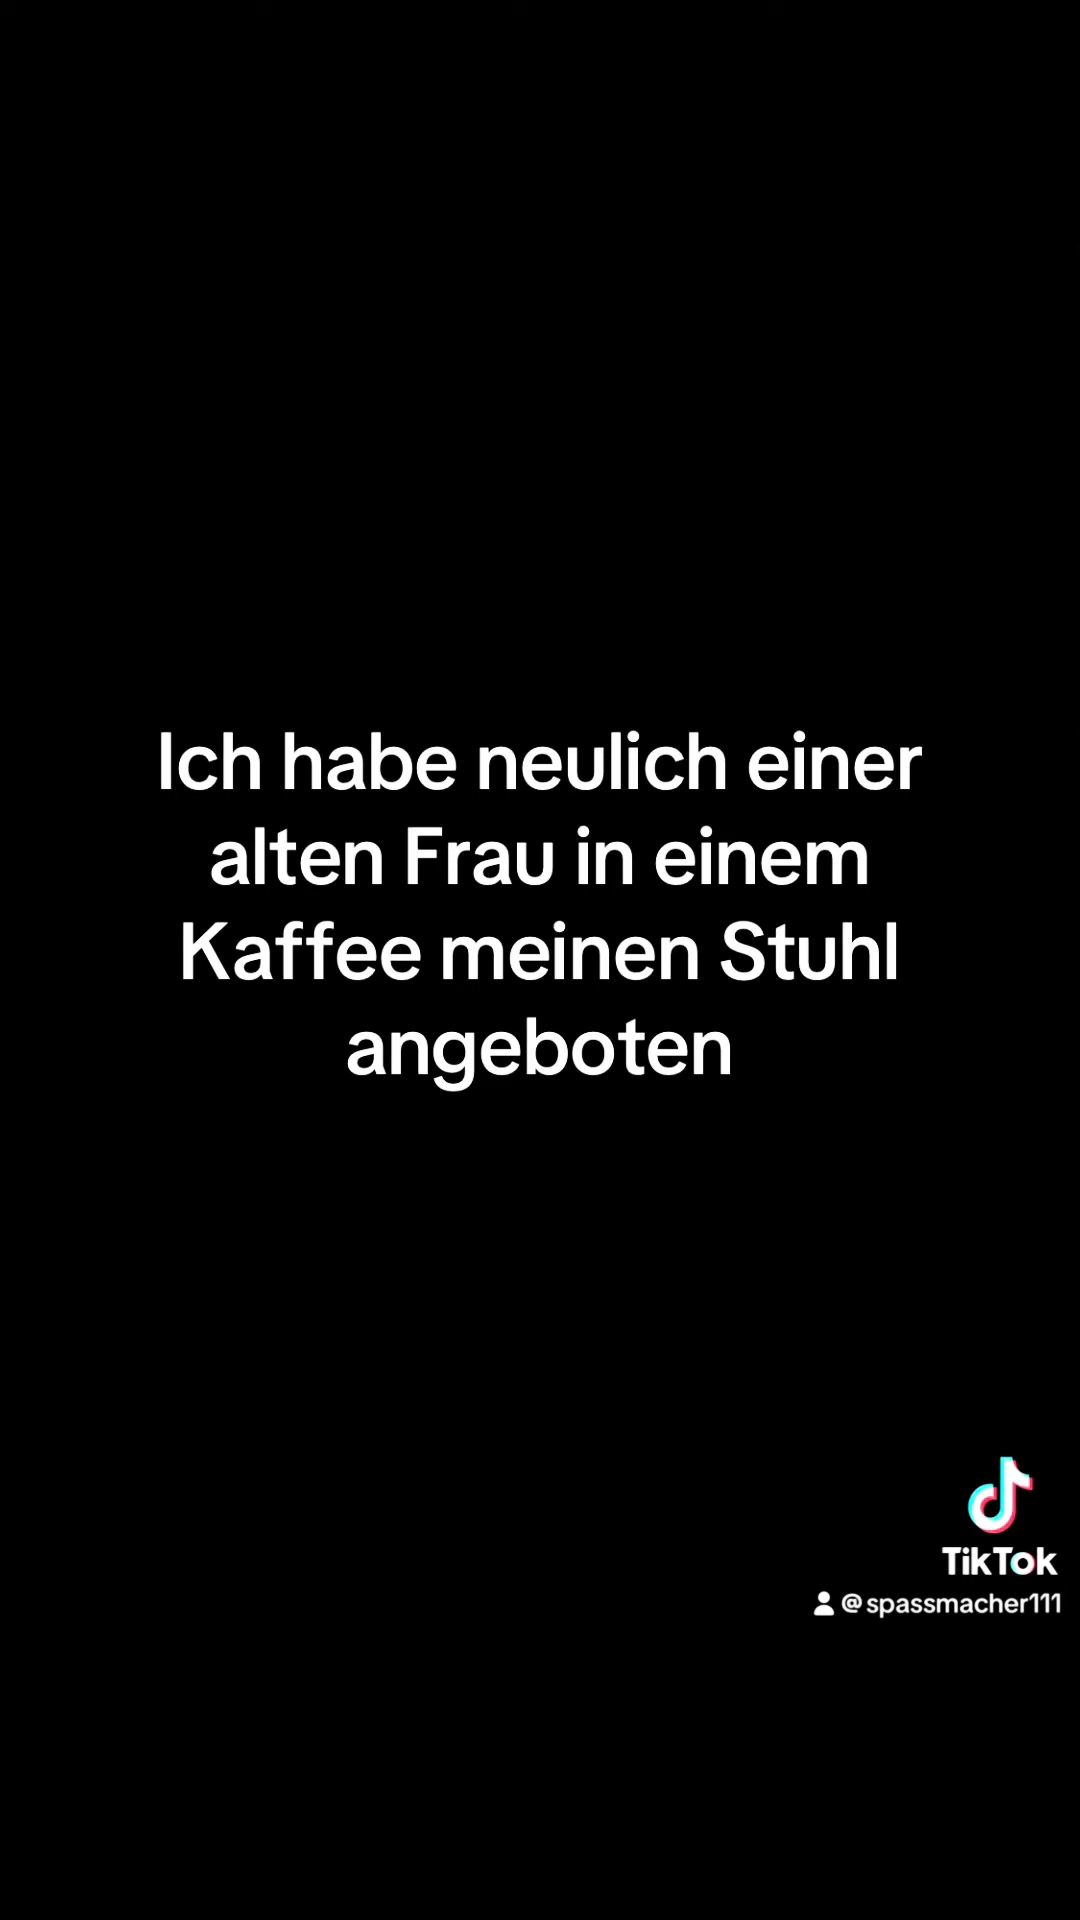 Ich habe neulich einer
alten Frau in einem
Kaffee meinen Stuhl
angeboten
TikTok
@spassmacher111